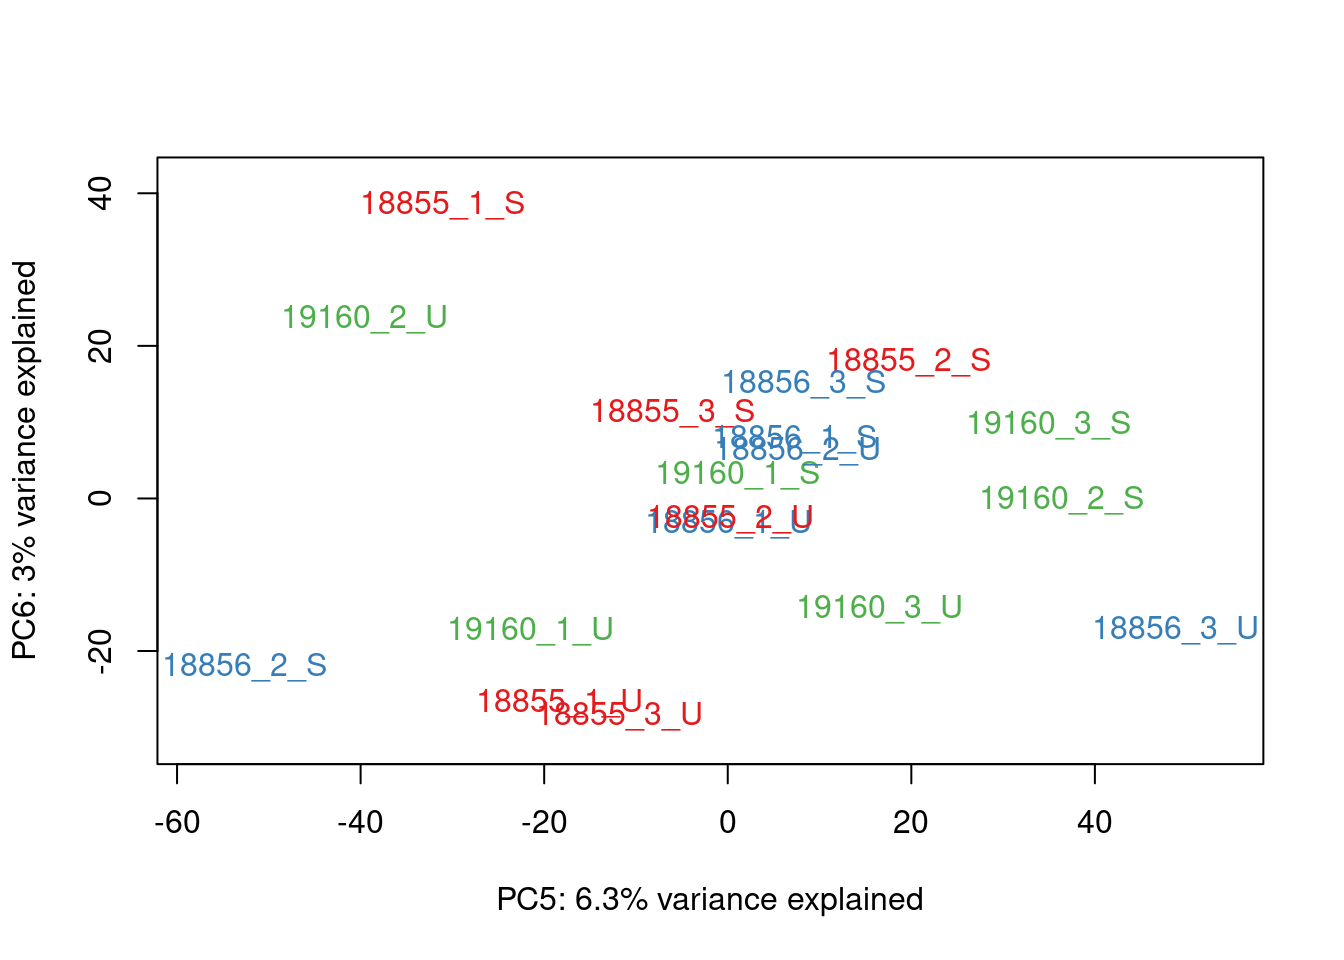 40
20
0
-20
PC6: 3% variance explained
18855_1_S
19160_2_U
18855_2_S
18856_3_S
18855_3_S
19160_3_S
18856_1_S
18856_2_U
19160_1_S
19160_2_S
18855_2_U
18856_1_U
19160_3_U
19160_1_U
18856_3_U
18856_2_S
18855_1_U
18855_3_U
-60 -40 -20 0 20 40
PC5: 6.3% variance explained